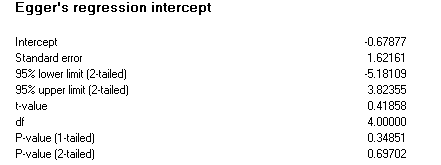 Egger's regression intercept
Intercept -0.67877
Standard error 1.62161
95% lower limit (2-tailed) -5.18109
95% upper limit (2-tailed) 3.82355
t-value 0.41858
df 4.00000
P-value (1-tailed) 0.34851
P-value (2-tailed) 0.69702